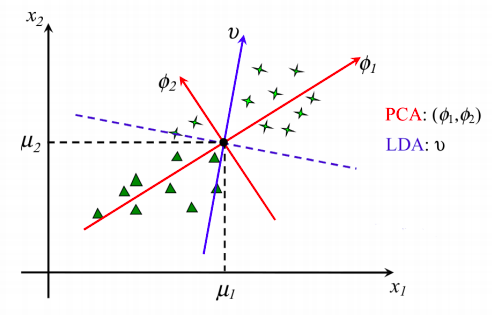 x₂
υ
ϕ₁
ϕ₂
PCA: (ϕ₁,ϕ₂)
μ₂
LDA: υ
μ₁
x₁